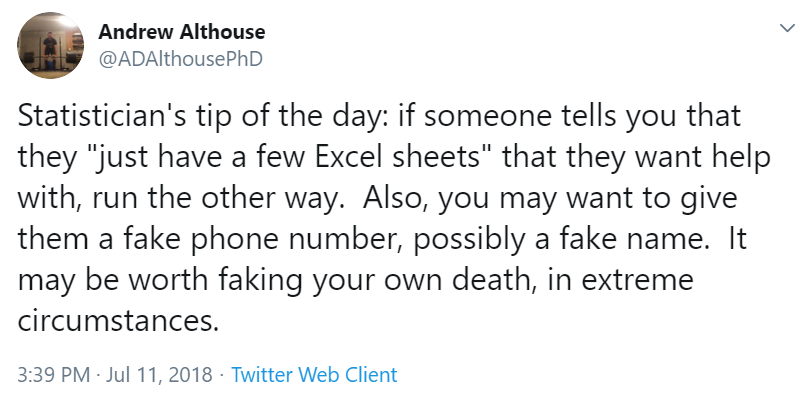 Andrew Althouse
@ADAlthousePhD
Statistician's tip of the day: if someone tells you that
they "just have a few Excel sheets" that they want help
with, run the other way.  Also, you may want to give
them a fake phone number, possibly a fake name.  It
may be worth faking your own death, in extreme
circumstances.
3:39 PM · Jul 11, 2018 · Twitter Web Client